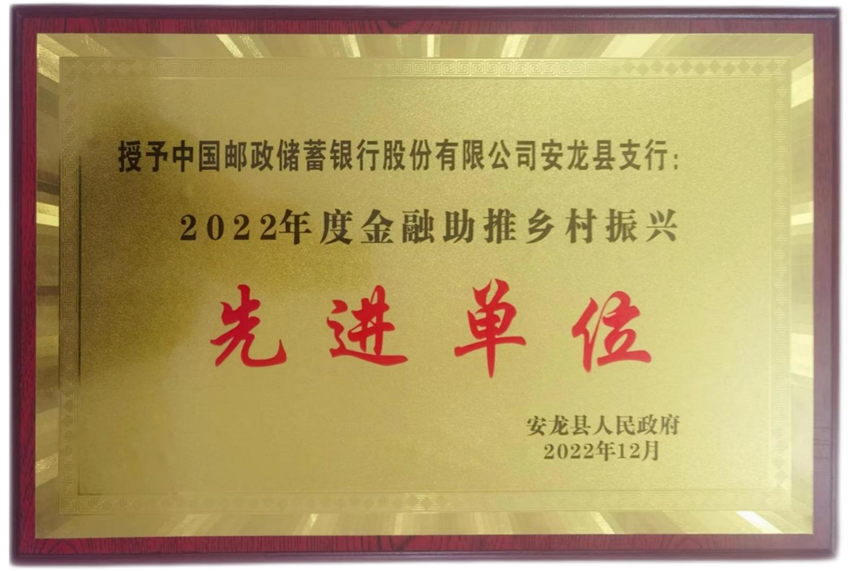 授予中国邮政储蓄银行股份有限公司安龙县支行：
2022年度金融助推乡村振兴
先进单位
安龙县人民政府
2022年12月